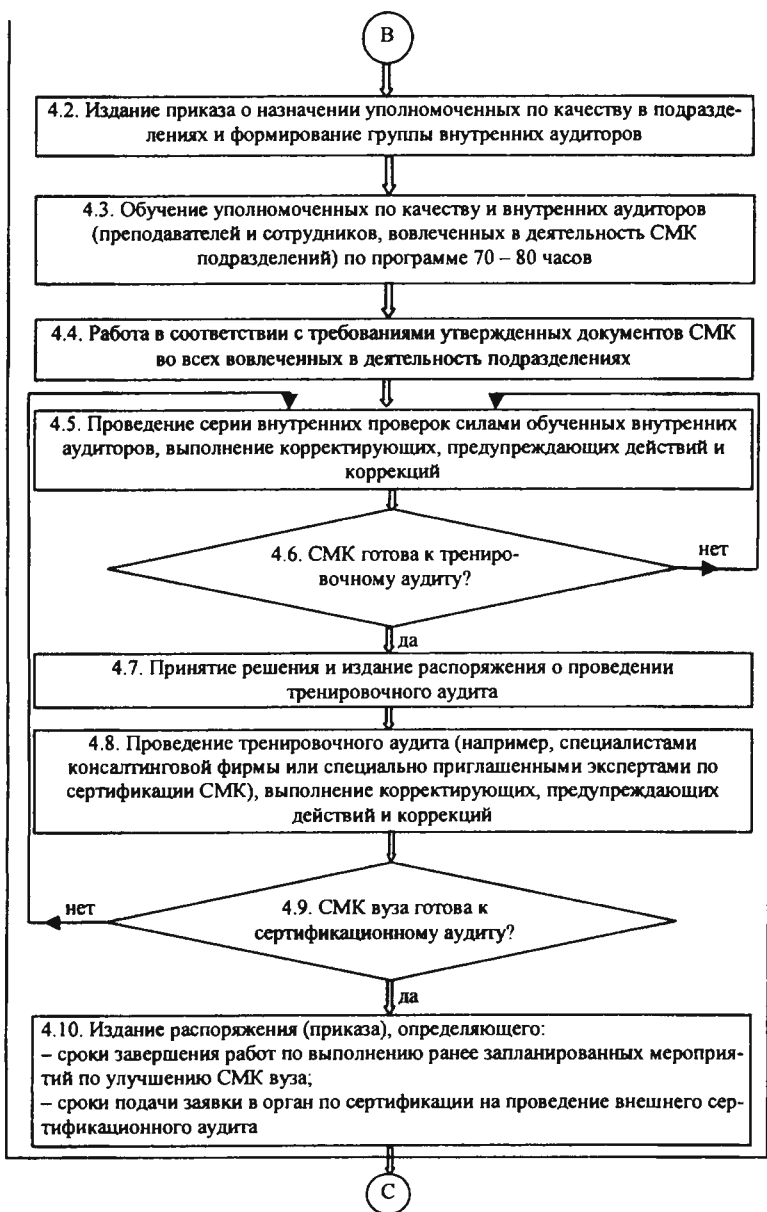 В
4.2. Издание приказа о назначении уполномоченных по качеству в подразде-
лениях и формирование группы внутренних аудиторов
4.3. Обучение уполномоченных по качеству и внутренних аудиторов
(преподавателей и сотрудников, вовлеченных в деятельность СМК
подразделений) по программе 70 – 80 часов
4.4. Работа в соответствии с требованиями утвержденных документов СМК
во всех вовлеченных в деятельность подразделениях
4.5. Проведение серии внутренних проверок силами обученных внутренних
аудиторов, выполнение корректирующих, предупреждающих действий и
коррекций
4.6. СМК готова к трениро-
вочному аудиту?
нет
да
4.7. Принятие решения и издание распоряжения о проведении
тренировочного аудита
4.8. Проведение тренировочного аудита (например, специалистами
консалтинговой фирмы или специально приглашенными экспертами по
сертификации СМК), выполнение корректирующих, предупреждающих
действий и коррекций
нет
4.9. СМК вуза готова к
сертификационному аудиту?
да
4.10. Издание распоряжения (приказа), определяющего:
– сроки завершения работ по выполнению ранее запланированных мероприя-
тий по улучшению СМК вуза;
– сроки подачи заявки в орган по сертификации на проведение внешнего сер-
тификационного аудита
С